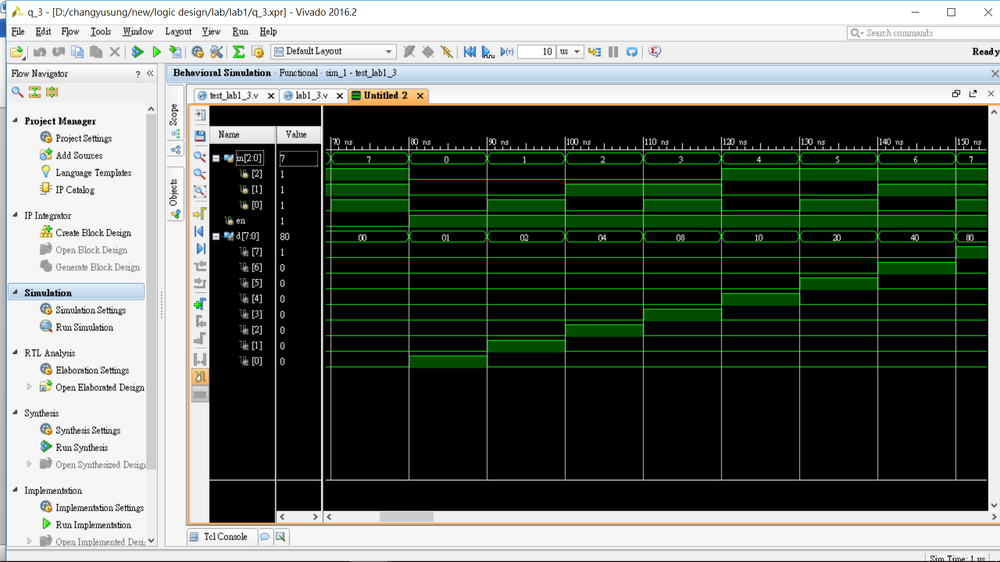 q_3 - [D:/changyusung/new/logic design/lab/lab1/q_3.xpr] - Vivado 2016.2
File Edit Flow Tools Window Layout View Run Help
Search commands
Default Layout
10 us
Ready
Flow Navigator ? «
Project Manager
Project Settings
Add Sources
Language Templates
IP Catalog
IP Integrator
Create Block Design
Open Block Design
Generate Block Design
Simulation
Simulation Settings
Run Simulation
RTL Analysis
Elaboration Settings
Open Elaborated Design
Synthesis
Synthesis Settings
Run Synthesis
Open Synthesized Design
Implementation
Implementation Settings
Run Implementation
Open Implemented Desi
Behavioral Simulation - Functional - sim_1 - test_lab1_3
Scope
Objects
test_lab1_3.v lab1_3.v Untitled 2
Name Value
70 ns 80 ns 90 ns 100 ns 110 ns 120 ns 130 ns 140 ns 150 ns
in[2:0] 7 7 0 1 2 3 4 5 6 7
[2] 1
[1] 1
[0] 1
en 1
d[7:0] 80 00 01 02 04 08 10 20 40 80
[7] 1
[6] 0
[5] 0
[4] 0
[3] 0
[2] 0
[1] 0
[0] 0
Tcl Console
Sim Time: 1 us